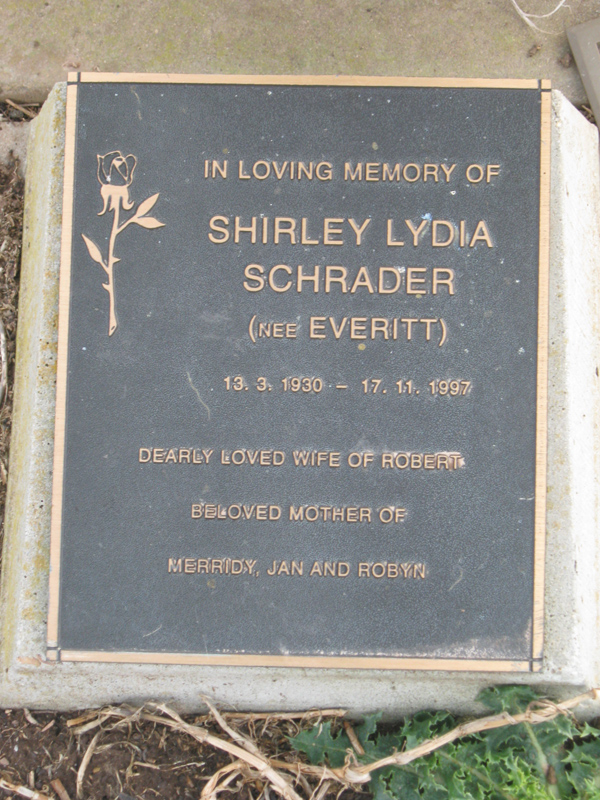 IN LOVING MEMORY OF
SHIRLEY LYDIA
SCHRADER
(NEE EVERITT)
13. 3. 1930 – 17. 11. 1997
DEARLY LOVED WIFE OF ROBERT.
BELOVED MOTHER OF
MERRIDY, JAN AND ROBYN